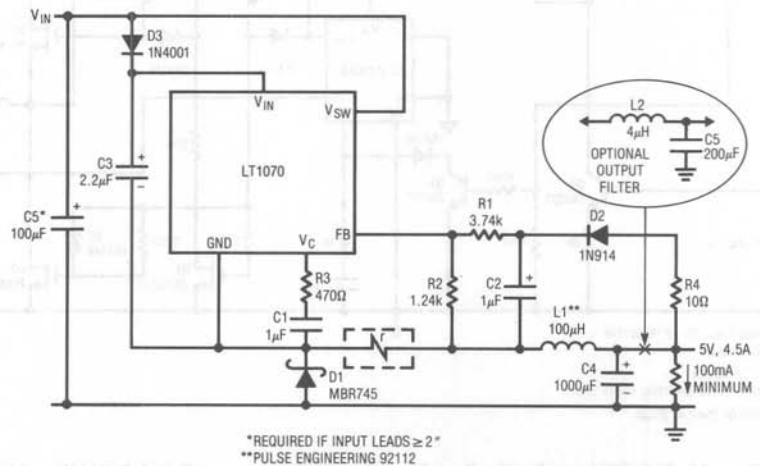 V_IN
D3
1N4001
V_IN
V_SW
L2
4µH
C5
200µF
OPTIONAL
OUTPUT
FILTER
C3
2.2µF
+
−
LT1070
C5*
100µF
+
R1
3.74k
D2
1N914
GND
V_C
FB
R3
470Ω
R2
1.24k
C2
1µF
+
R4
10Ω
C1
1µF
r
L1**
100µH
5V, 4.5A
D1
MBR745
C4
1000µF
+
−
100mA
MINIMUM
*REQUIRED IF INPUT LEADS ≥ 2"
**PULSE ENGINEERING 92112